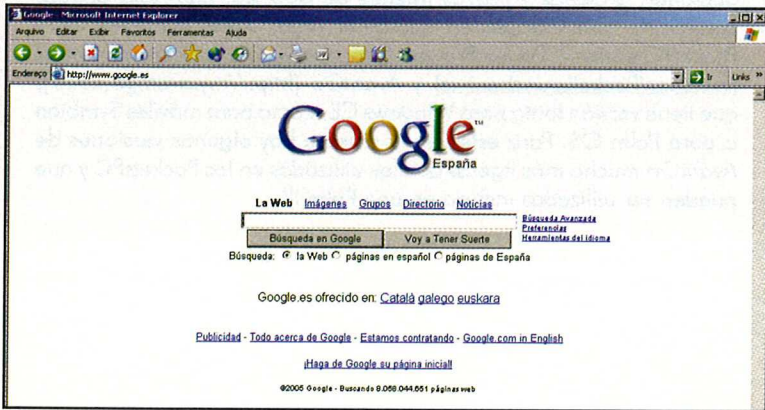 Google - Microsoft Internet Explorer
Arquivo Editar Exibir Favoritos Ferramentas Ajuda
Endereço http://www.google.es Ir Links »
Google™
España
La Web Imágenes Grupos Directorio Noticias
Búsqueda Avanzada
Preferencias
Herramientas del idioma
Búsqueda en Google Voy a Tener Suerte
Búsqueda: la Web páginas en español páginas de España
Google.es ofrecido en: Català galego euskara
Publicidad - Todo acerca de Google - Estamos contratando - Google.com in English
¡Haga de Google su página inicial!
©2005 Google - Buscando 8.058.044.651 páginas web